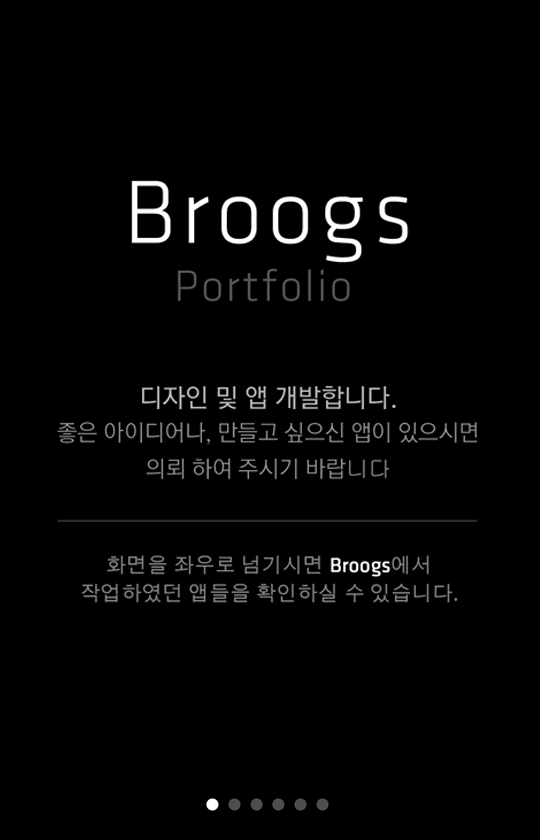 Broogs
Portfolio
디자인 및 앱 개발합니다.
좋은 아이디어나, 만들고 싶으신 앱이 있으시면
의뢰 하여 주시기 바랍니다
화면을 좌우로 넘기시면 Broogs에서
작업하였던 앱들을 확인하실 수 있습니다.